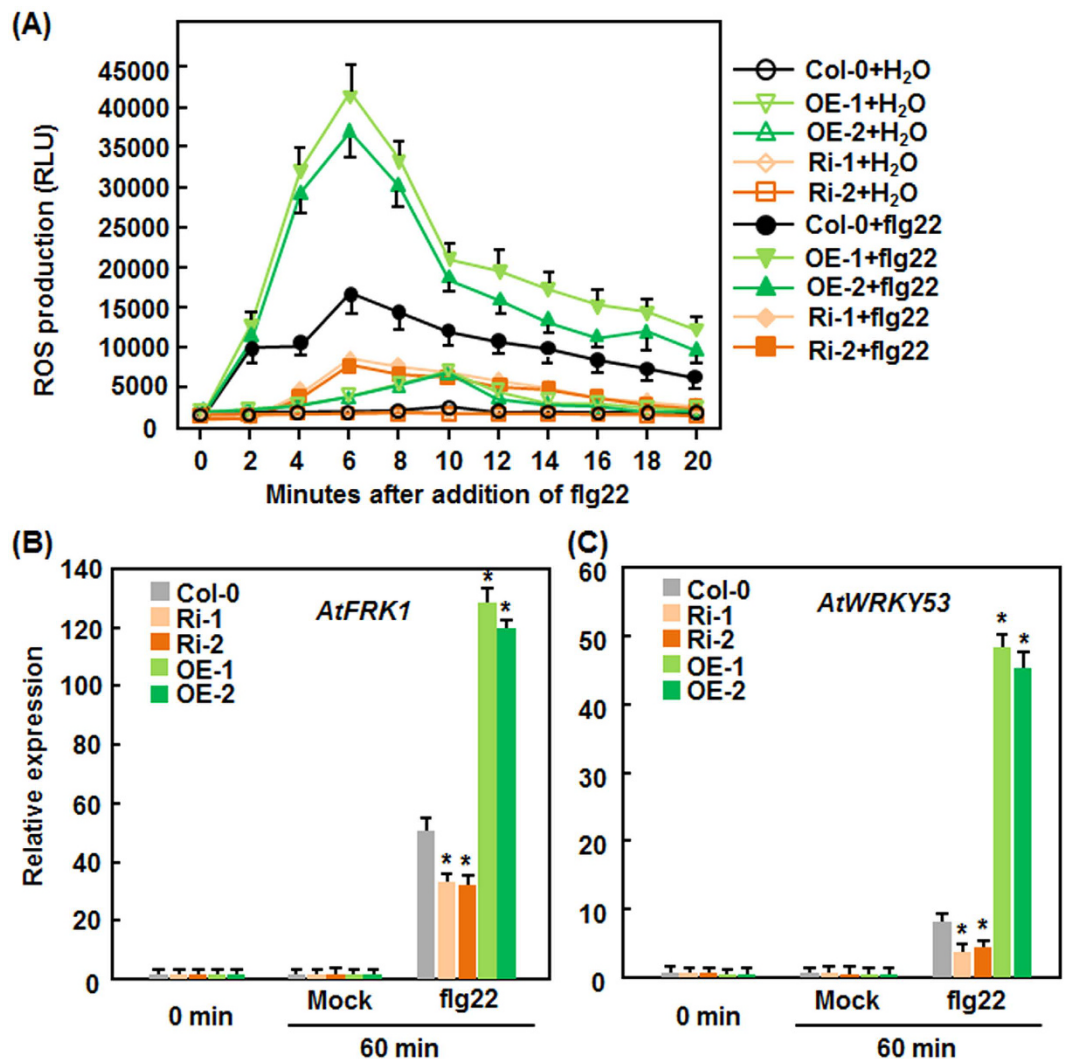 (A)
ROS production (RLU)
45000
40000
35000
30000
25000
20000
15000
10000
5000
0
0 2 4 6 8 10 12 14 16 18 20
Minutes after addition of flg22
Col-0+H₂O
OE-1+H₂O
OE-2+H₂O
Ri-1+H₂O
Ri-2+H₂O
Col-0+flg22
OE-1+flg22
OE-2+flg22
Ri-1+flg22
Ri-2+flg22
(B)
Relative expression
140
120
100
80
60
40
20
0
Col-0
Ri-1
Ri-2
OE-1
OE-2
AtFRK1
* * * *
0 min
Mock
flg22
60 min
(C)
60
50
40
30
20
10
0
Col-0
Ri-1
Ri-2
OE-1
OE-2
AtWRKY53
* * * *
0 min
Mock
flg22
60 min